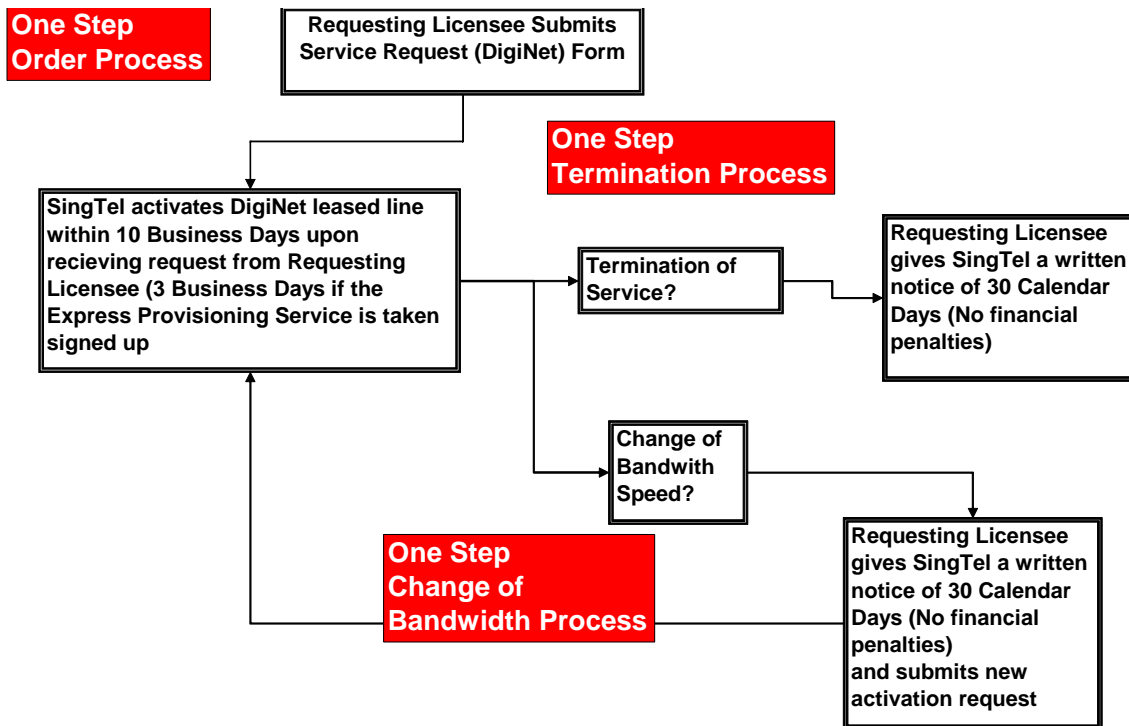 One Step
Order Process
Requesting Licensee Submits
Service Request (DigiNet) Form
One Step
Termination Process
SingTel activates DigiNet leased line
within 10 Business Days upon
recieving request from Requesting
Licensee (3 Business Days if the
Express Provisioning Service is taken
signed up
Termination of
Service?
Requesting Licensee
gives SingTel a written
notice of 30 Calendar
Days (No financial
penalties)
Change of
Bandwith
Speed?
One Step
Change of
Bandwidth Process
Requesting Licensee
gives SingTel a written
notice of 30 Calendar
Days (No financial
penalties)
and submits new
activation request